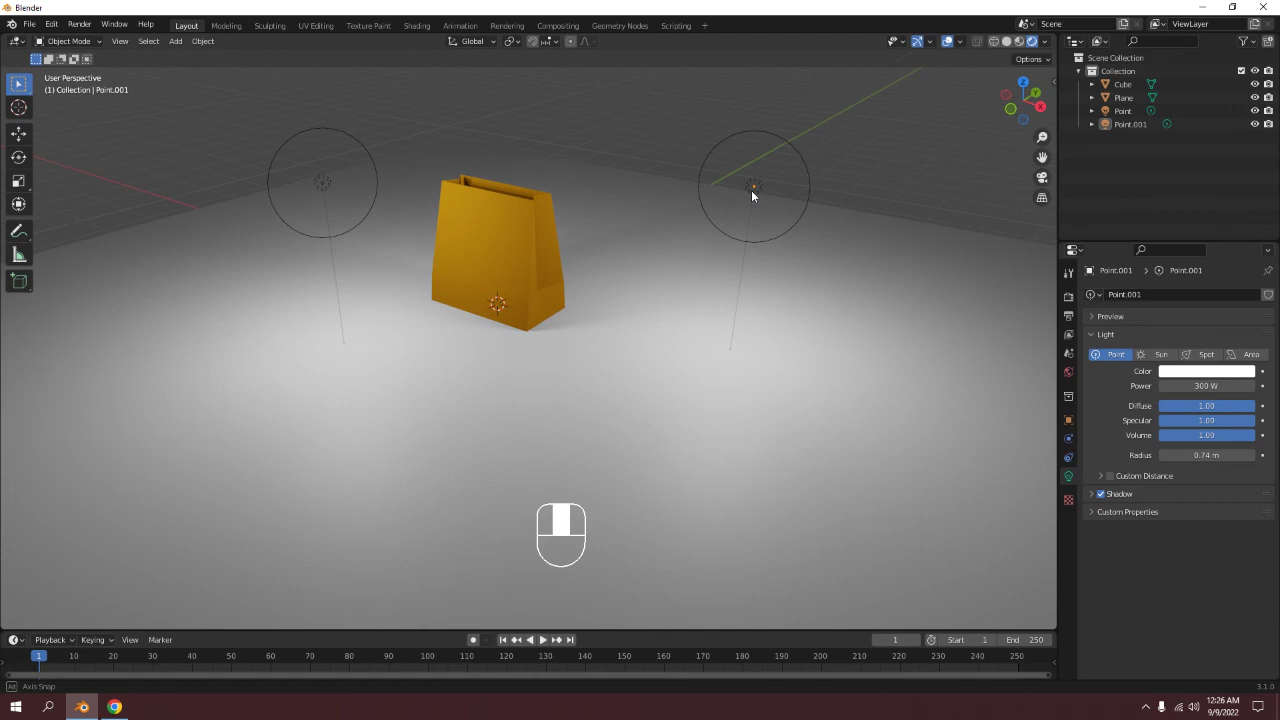 Blender
File Edit Render Window Help Layout Modeling Sculpting UV Editing Texture Paint Shading Animation Rendering Compositing Geometry Nodes Scripting + Scene ViewLayer
Object Mode View Select Add Object Global
Options
User Perspective
(1) Collection | Point.001
Z
Y
X
Scene Collection
Collection
Cube
Plane
Point
Point.001
Point.001 > Point.001
Point.001
Preview
Light
Point Sun Spot Area
Color
Power 300 W
Diffuse 1.00
Specular 1.00
Volume 1.00
Radius 0.74 m
Custom Distance
Shadow
Custom Properties
Playback Keying View Marker 1 Start 1 End 250
1 10 20 30 40 50 60 70 80 90 100 110 120 130 140 150 160 170 180 190 200 210 220 230 240 250
Alt Axis Snap 3.1.0
12:26 AM
9/9/2022